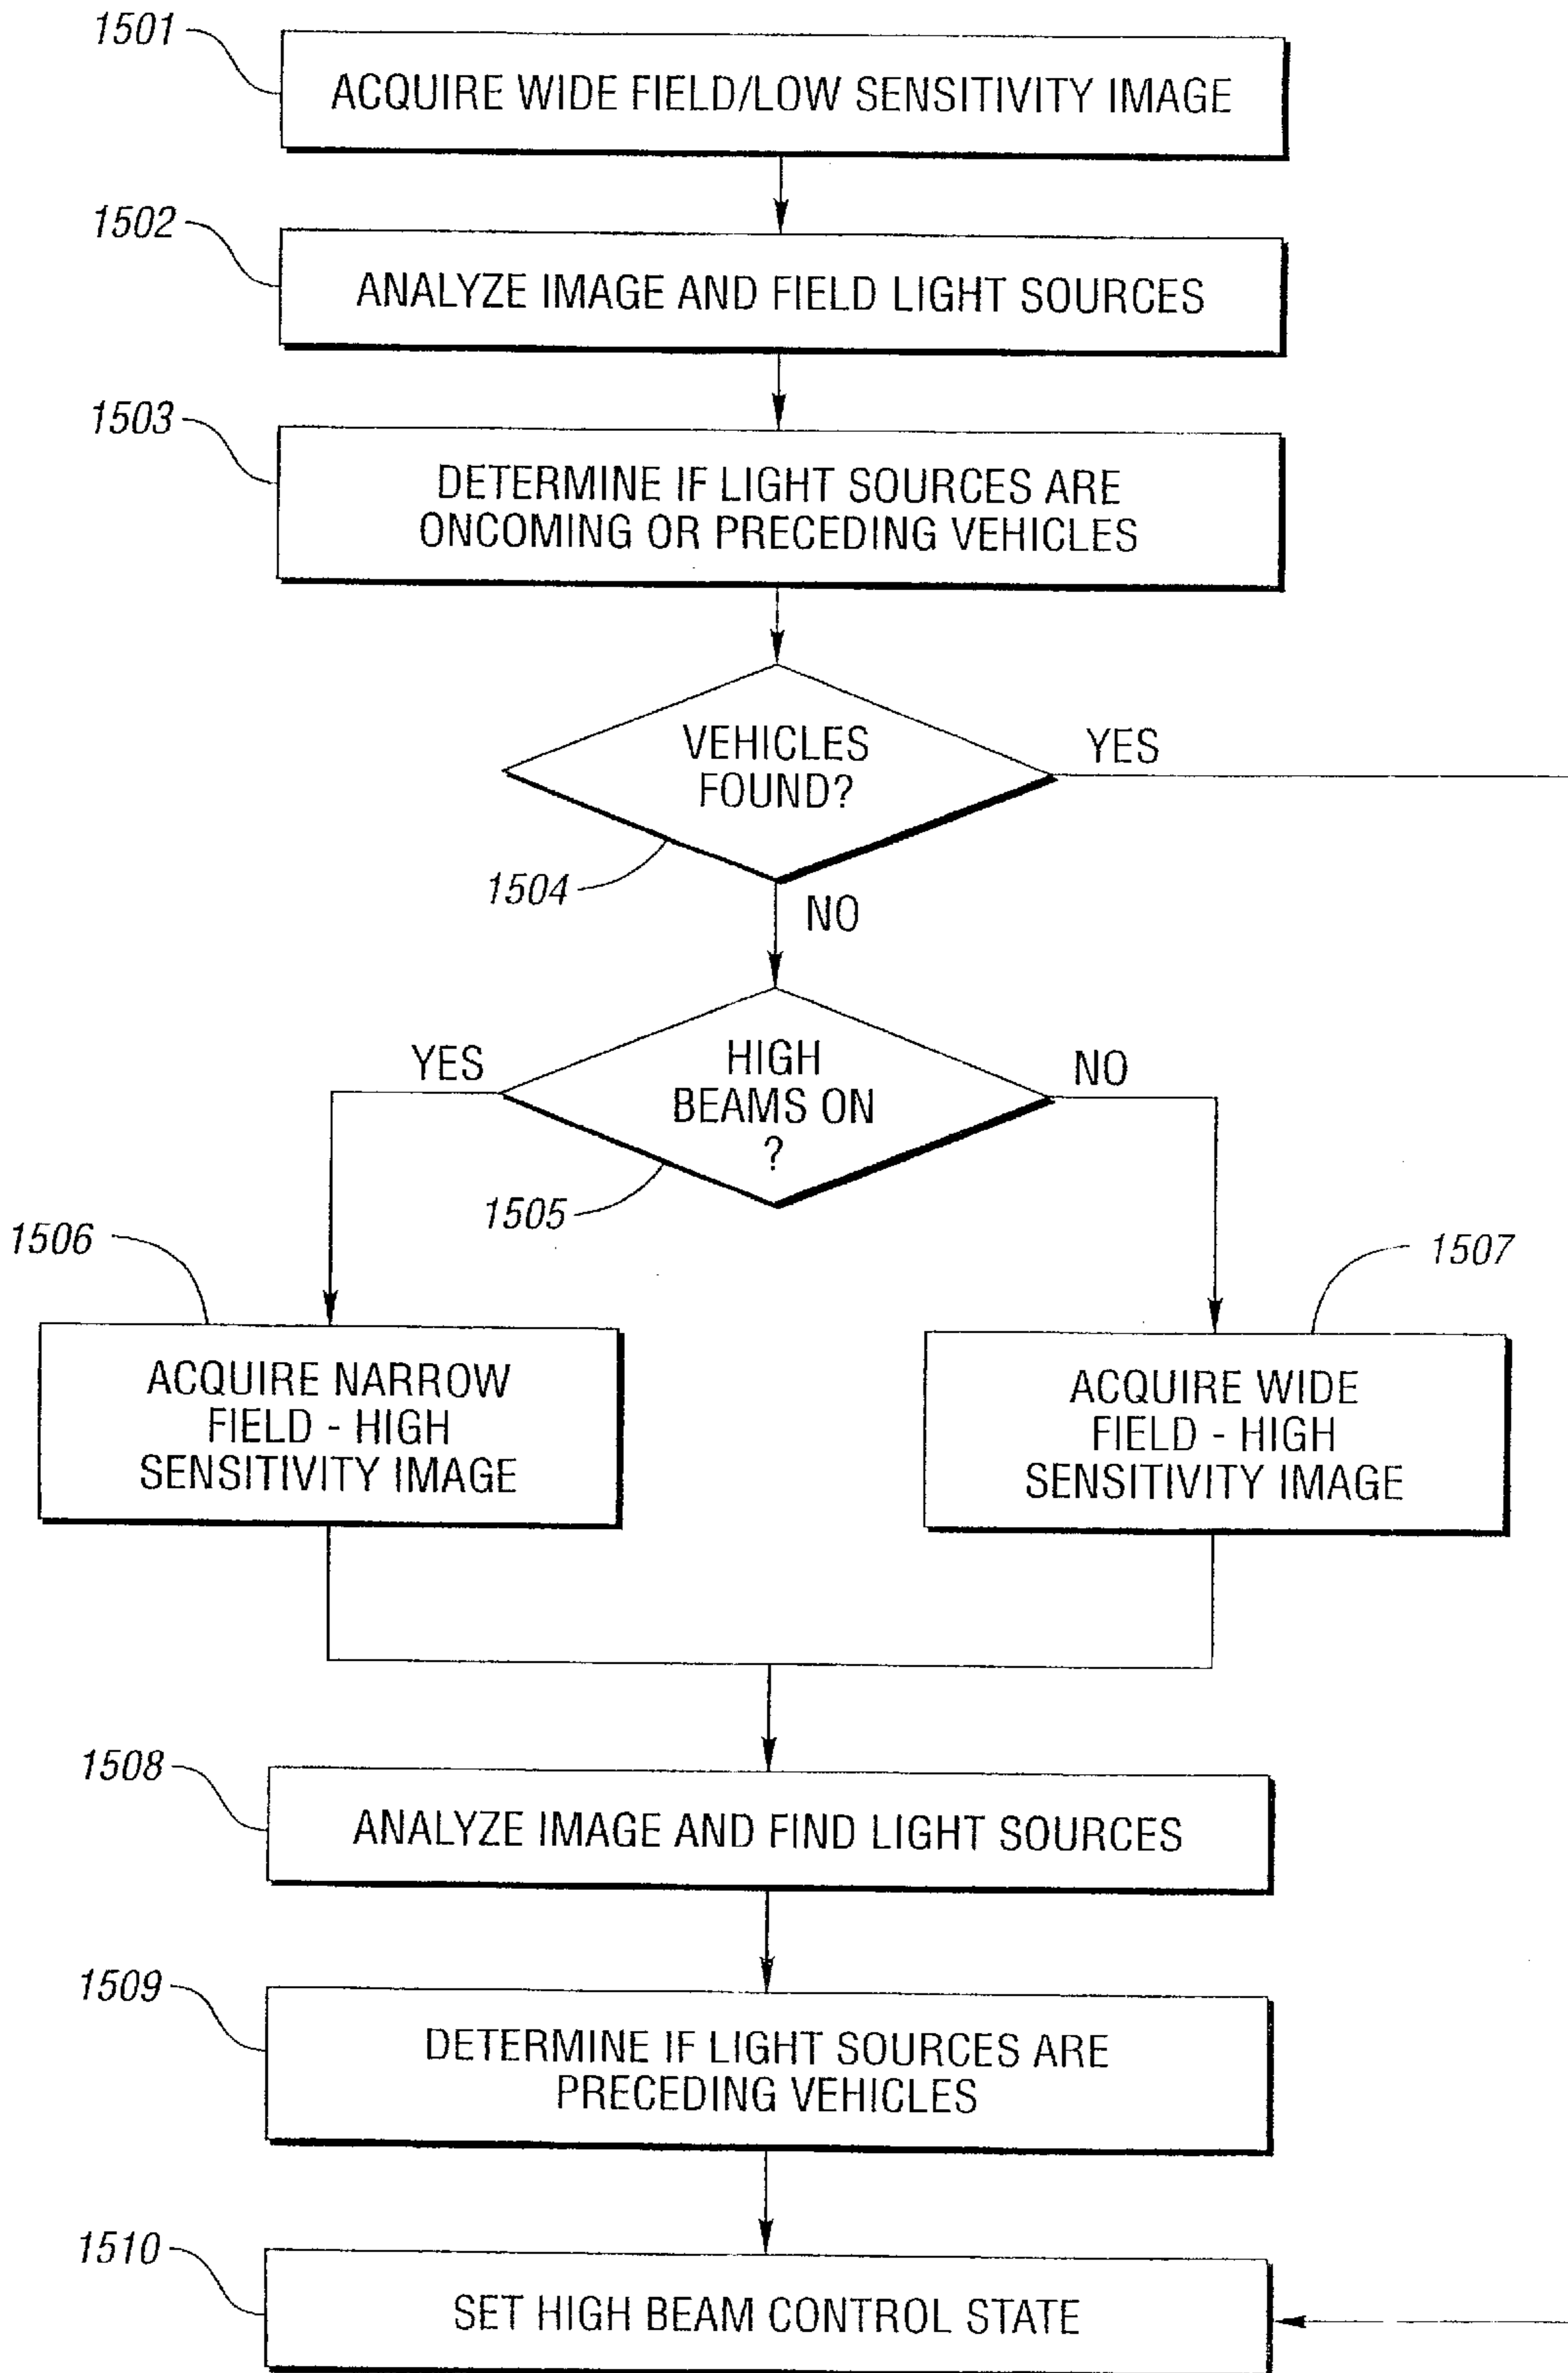 1501
ACQUIRE WIDE FIELD/LOW SENSITIVITY IMAGE
1502
ANALYZE IMAGE AND FIELD LIGHT SOURCES
1503
DETERMINE IF LIGHT SOURCES ARE
ONCOMING OR PRECEDING VEHICLES
VEHICLES
FOUND?
YES
1504
NO
YES
HIGH
BEAMS ON
?
NO
1505
1506
1507
ACQUIRE NARROW
FIELD - HIGH
SENSITIVITY IMAGE
ACQUIRE WIDE
FIELD - HIGH
SENSITIVITY IMAGE
1508
ANALYZE IMAGE AND FIND LIGHT SOURCES
1509
DETERMINE IF LIGHT SOURCES ARE
PRECEDING VEHICLES
1510
SET HIGH BEAM CONTROL STATE